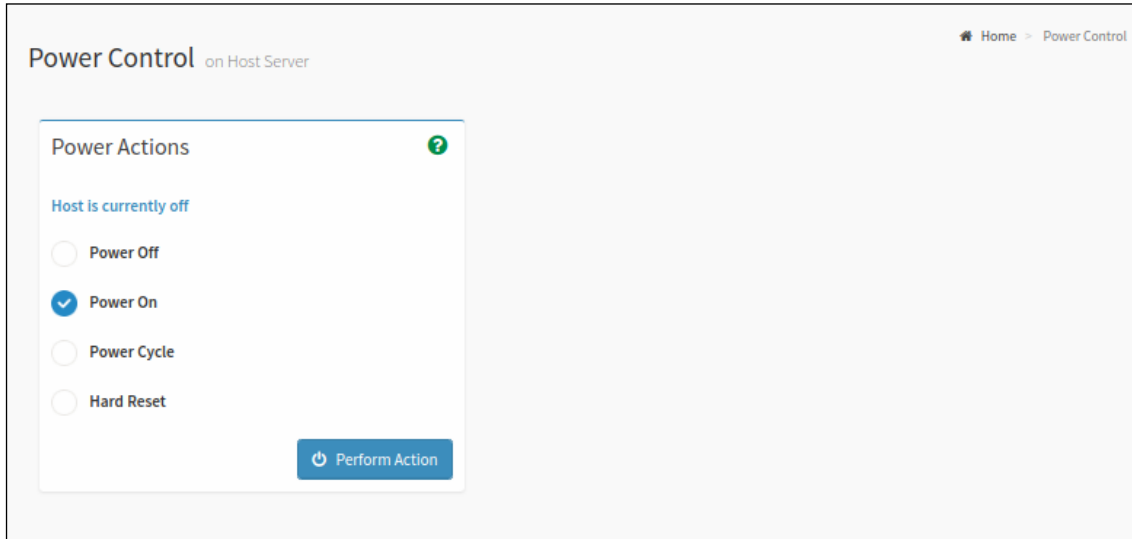 Home > Power Control
Power Control on Host Server
Power Actions
Host is currently off
Power Off
Power On
Power Cycle
Hard Reset
Perform Action